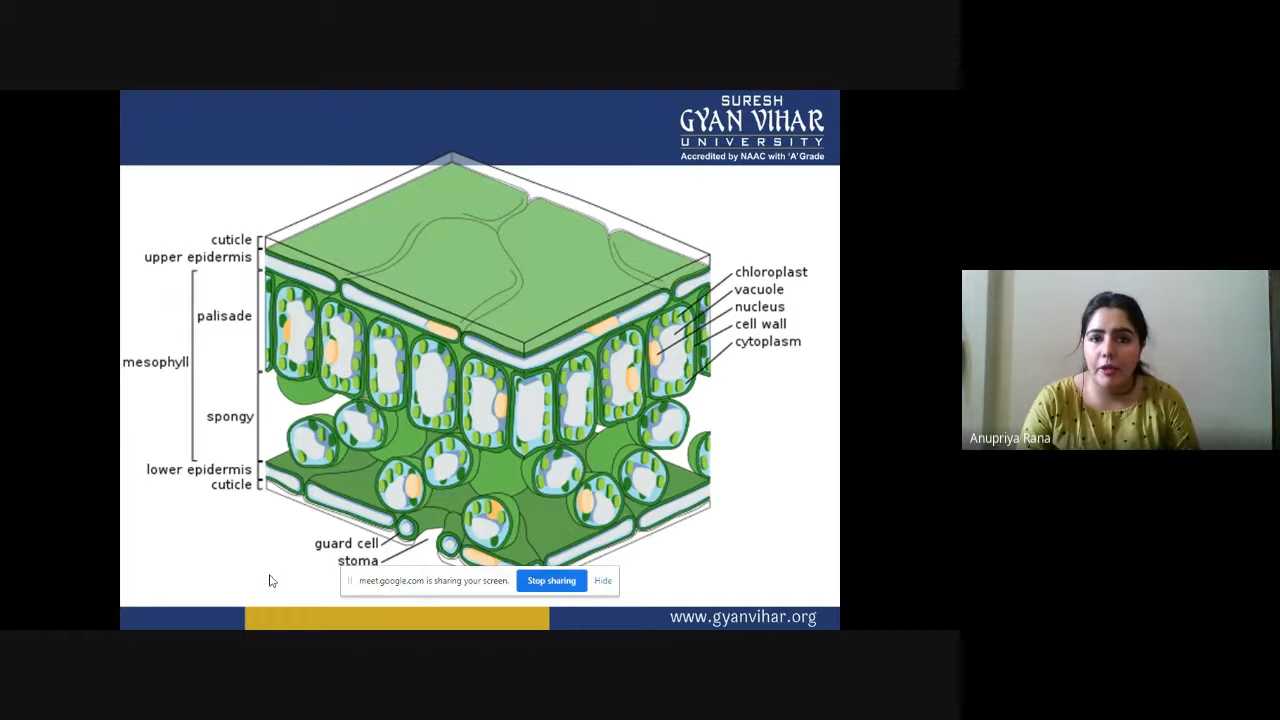 SURESH
GYAN VIHAR
UNIVERSITY
Accredited by NAAC with 'A' Grade
cuticle
upper epidermis
palisade
mesophyll
spongy
lower epidermis
cuticle
guard cell
stoma
chloroplast
vacuole
nucleus
cell wall
cytoplasm
meet.google.com is sharing your screen.
Stop sharing
Hide
www.gyanvihar.org
Anupriya Rana